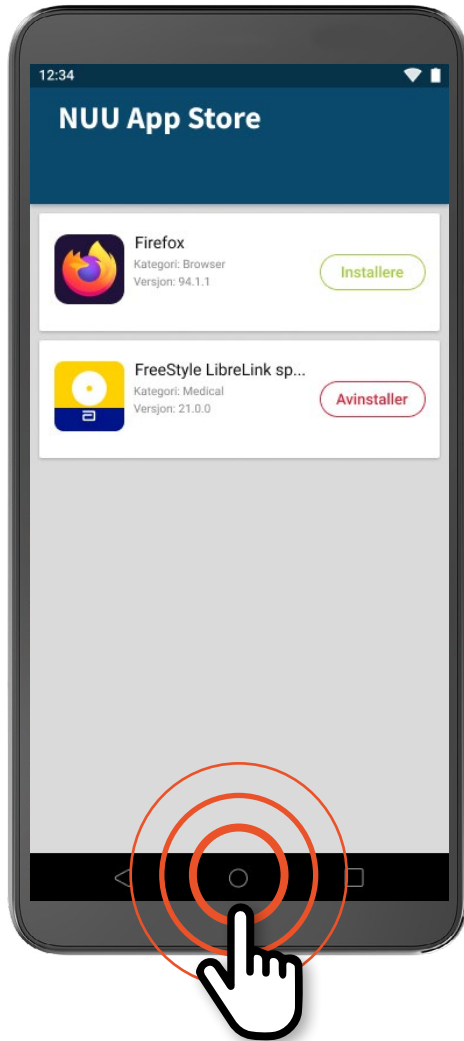 12:34
NUU App Store
Firefox
Kategori: Browser
Versjon: 94.1.1
Installere
FreeStyle LibreLink sp...
Kategori: Medical
Versjon: 21.0.0
Avinstaller